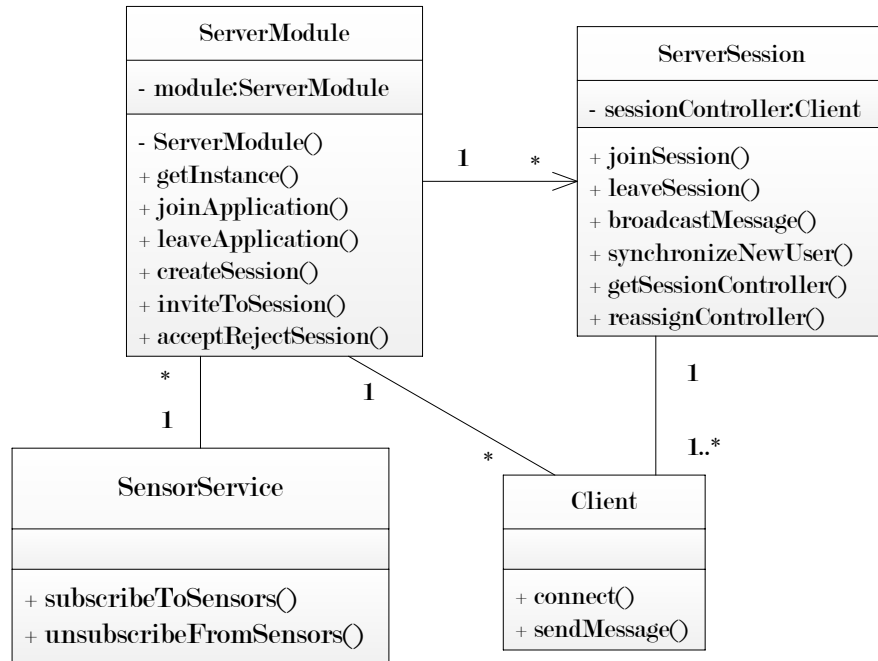 ServerModule
- module:ServerModule
- ServerModule()
+ getInstance()
+ joinApplication()
+ leaveApplication()
+ createSession()
+ inviteToSession()
+ acceptRejectSession()
1
*
ServerSession
- sessionController:Client
+ joinSession()
+ leaveSession()
+ broadcastMessage()
+ synchronizeNewUser()
+ getSessionController()
+ reassignController()
*
1
1
*
1
1..*
SensorService
+ subscribeToSensors()
+ unsubscribeFromSensors()
Client
+ connect()
+ sendMessage()